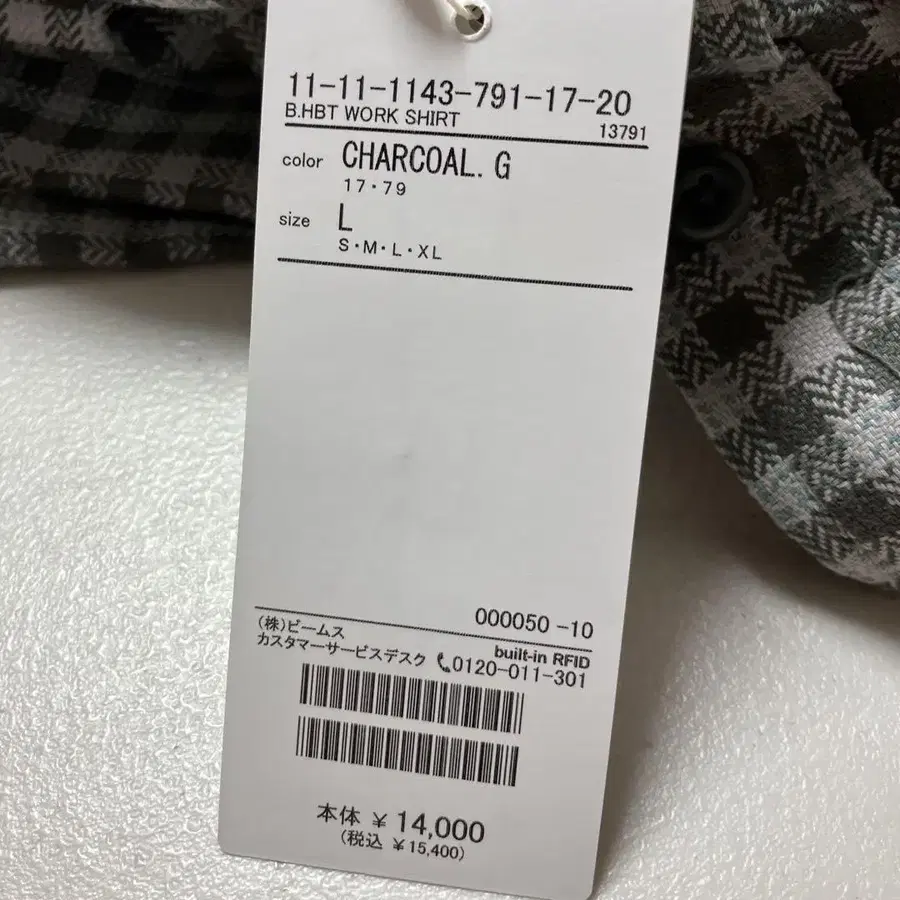 11-11-1143-791-17-20
B.HBT WORK SHIRT 13791
color CHARCOAL. G
17・79
size L
S・M・L・XL
000050 -10
(株)ビームス built-in RFID
カスタマーサービスデスク 0120-011-301
本体 ¥ 14,000
(税込 ¥15,400)